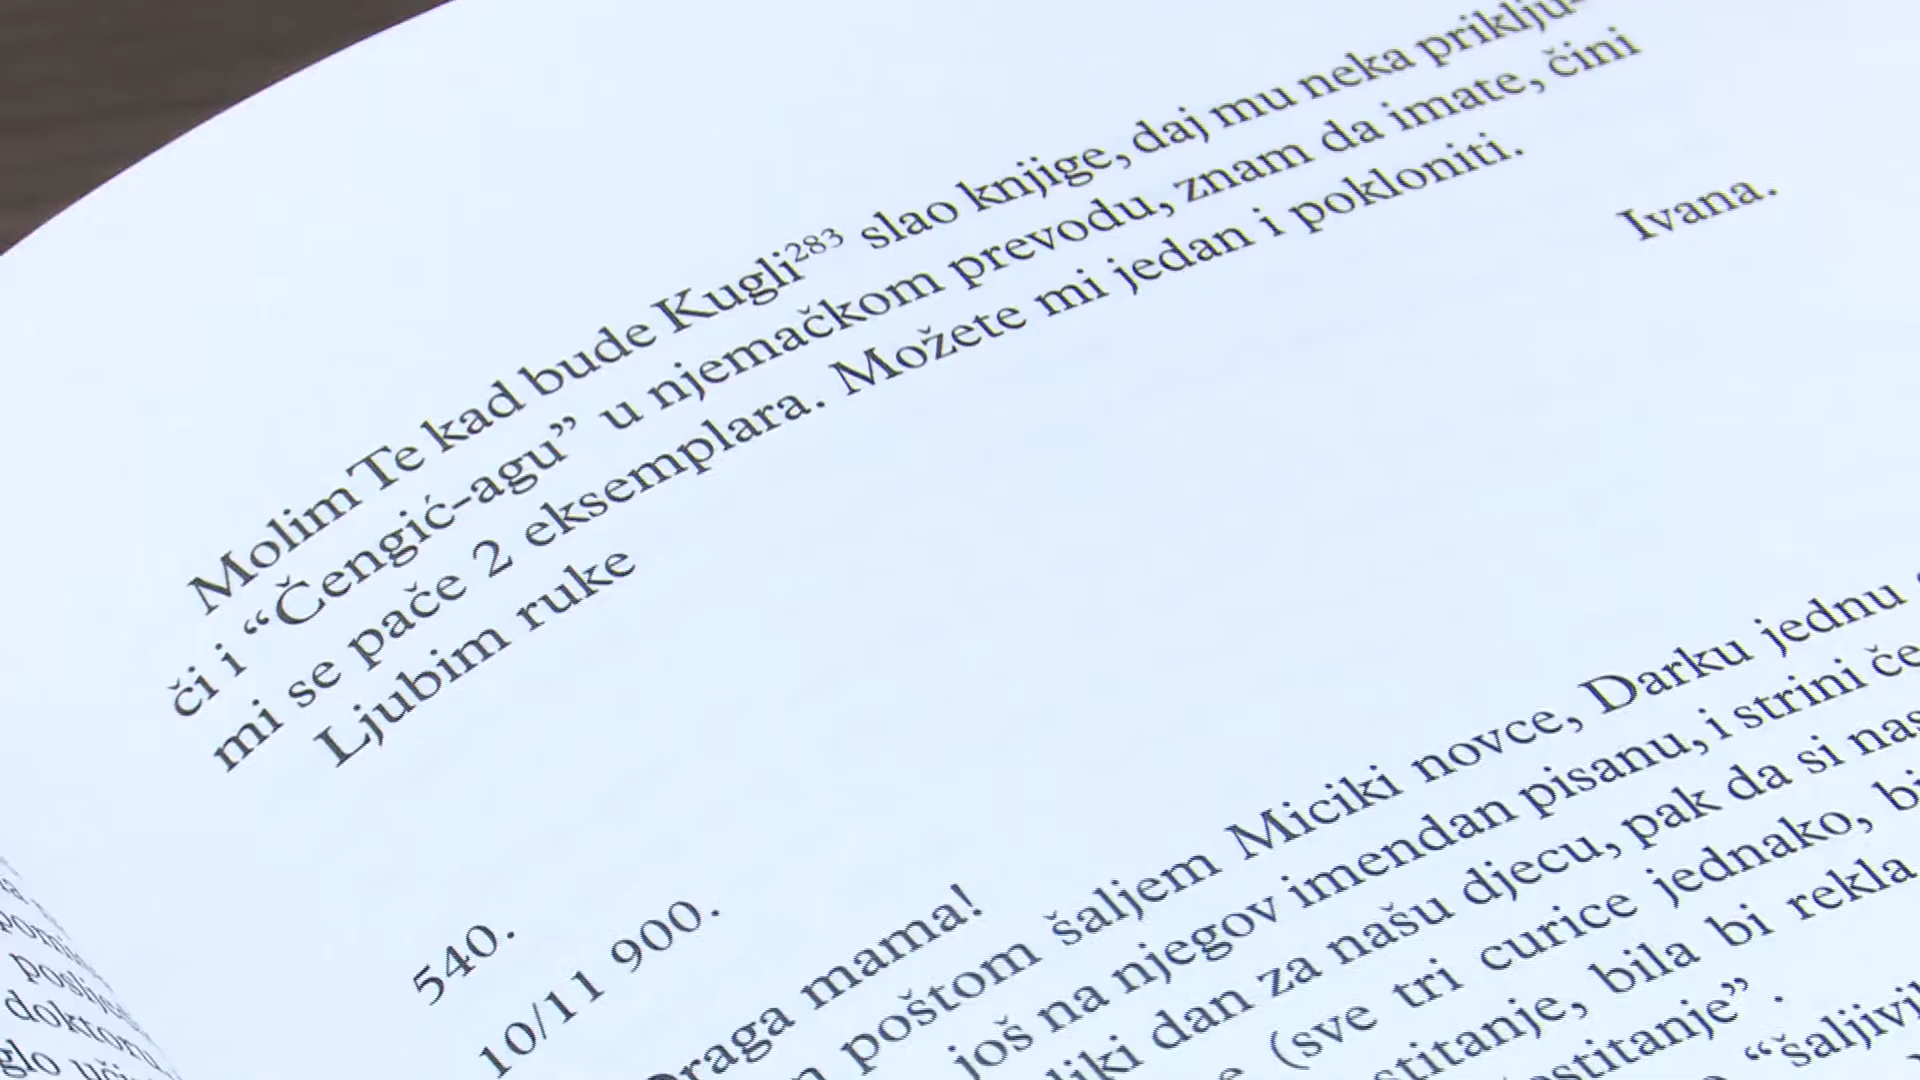 Molim Te kad bude Kugli283 slao knjige, daj mu neka priklju-
či i “Čengić-agu” u njemačkom prevodu, znam da imate, čini
mi se pače 2 eksemplara. Možete mi jedan i pokloniti.
Ljubim ruke
Ivana.
540.
10/11 900.
Draga mama!
poštom šaljem Miciki novce, Darku jednu
još na njegov imendan pisanu, i strini
dan za našu djecu, pak da si
(sve tri curice jednako,
bila bi rekla
“šaljivi
doktoru